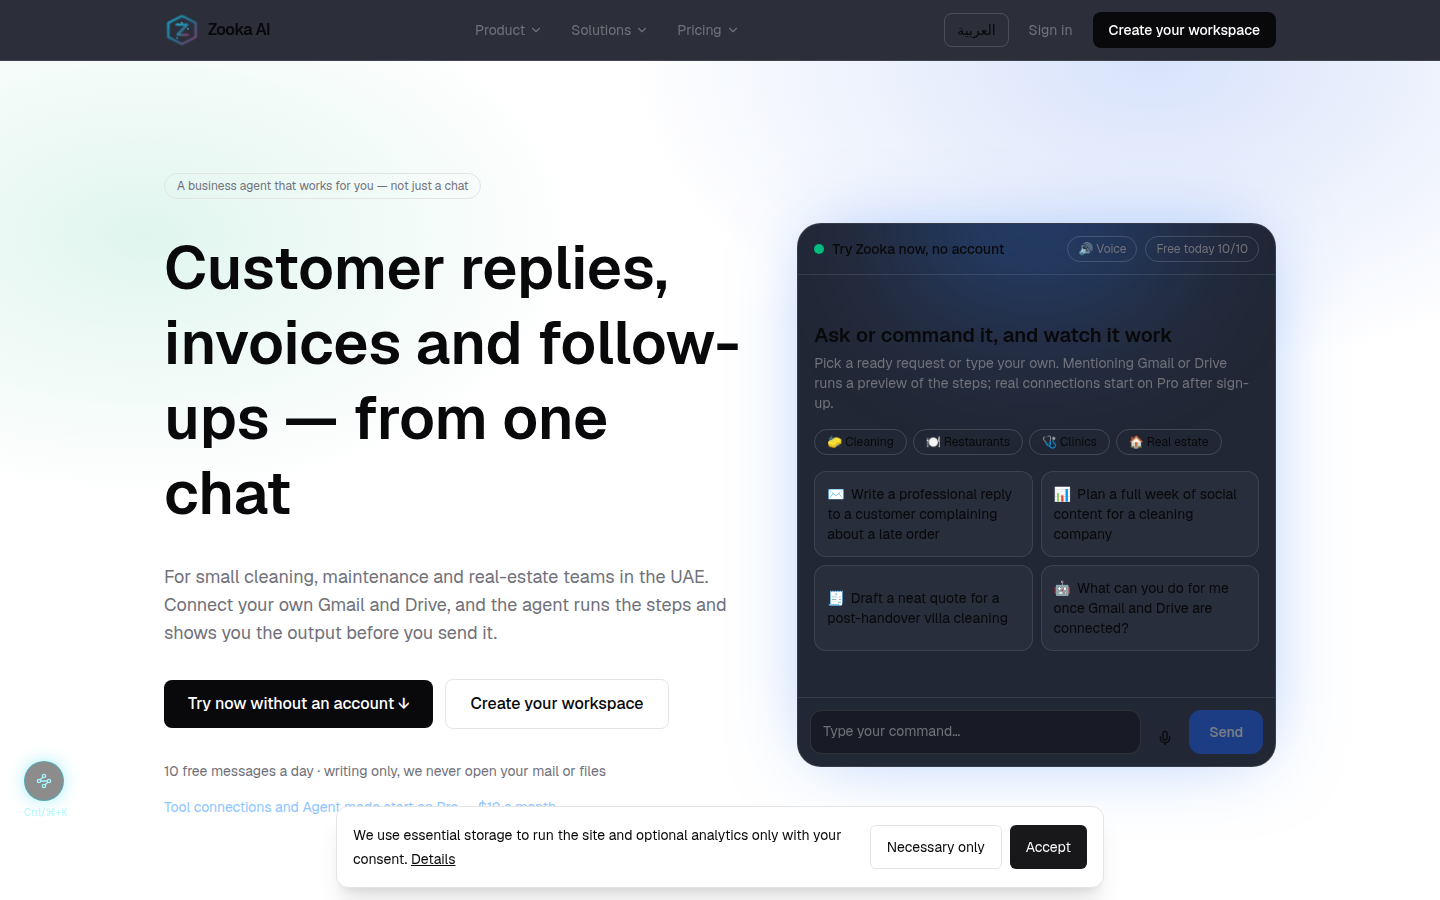 Zooka AI
Product
Solutions
Pricing
العربية
Sign in
Create your workspace
A business agent that works for you — not just a chat
Customer replies,
invoices and follow-
ups — from one
chat
For small cleaning, maintenance and real-estate teams in the UAE.
Connect your own Gmail and Drive, and the agent runs the steps and
shows you the output before you send it.
Try now without an account ↓
Create your workspace
10 free messages a day · writing only, we never open your mail or files
Tool connections and Agent mode start on Pro — $19 a month
Ctrl/⌘+K
Try Zooka now, no account
Voice
Free today 10/10
Ask or command it, and watch it work
Pick a ready request or type your own. Mentioning Gmail or Drive
runs a preview of the steps; real connections start on Pro after sign-
up.
Cleaning
Restaurants
Clinics
Real estate
Write a professional reply
to a customer complaining
about a late order
Plan a full week of social
content for a cleaning
company
Draft a neat quote for a
post-handover villa cleaning
What can you do for me
once Gmail and Drive are
connected?
Type your command...
Send
We use essential storage to run the site and optional analytics only with your
consent. Details
Necessary only
Accept